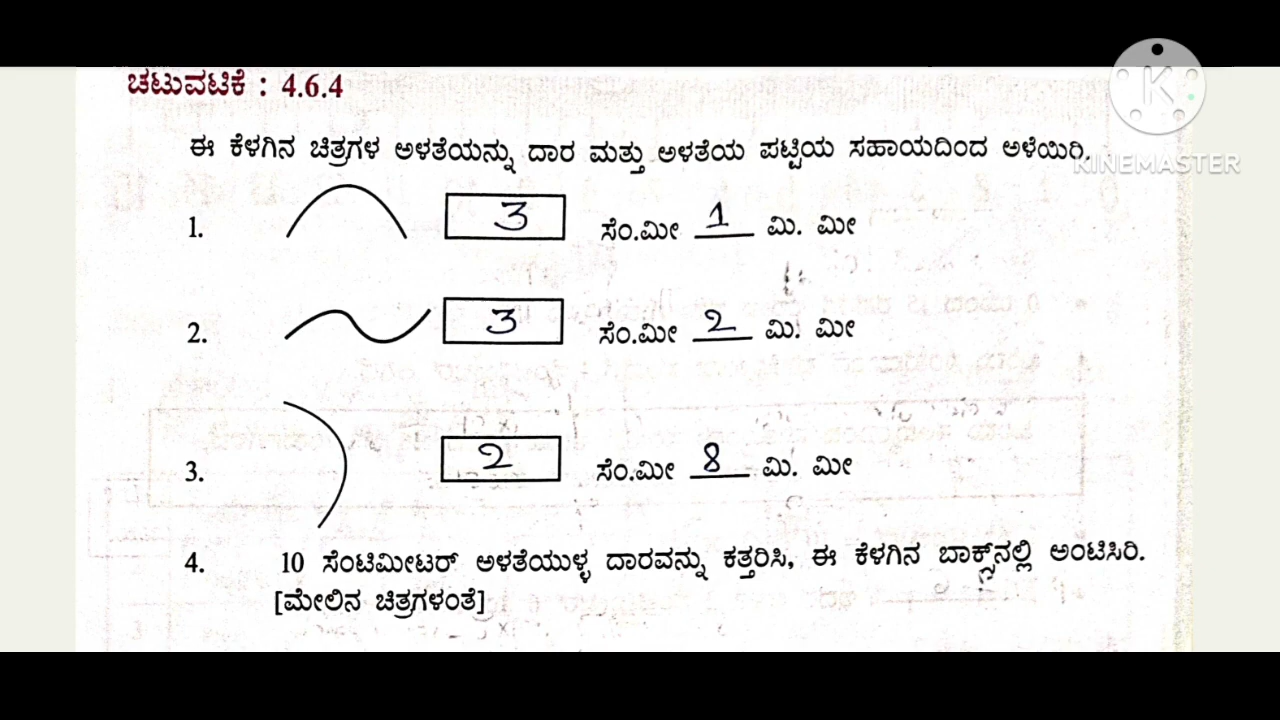 ಚಟುವಟಿಕೆ : 4.6.4
KINEMASTER
ಈ ಕೆಳಗಿನ ಚಿತ್ರಗಳ ಅಳತೆಯನ್ನು ದಾರ ಮತ್ತು ಅಳತೆಯ ಪಟ್ಟಿಯ ಸಹಾಯದಿಂದ ಅಳೆಯಿರಿ.
1. 3 ಸೆಂ.ಮೀ 1 ಮಿ. ಮೀ
2. 3 ಸೆಂ.ಮೀ 2 ಮಿ. ಮೀ
3. 2 ಸೆಂ.ಮೀ 8 ಮಿ. ಮೀ
4. 10 ಸೆಂಟಿಮೀಟರ್ ಅಳತೆಯುಳ್ಳ ದಾರವನ್ನು ಕತ್ತರಿಸಿ, ಈ ಕೆಳಗಿನ ಬಾಕ್ಸ್‌ನಲ್ಲಿ ಅಂಟಿಸಿರಿ.
[ಮೇಲಿನ ಚಿತ್ರಗಳಂತೆ]